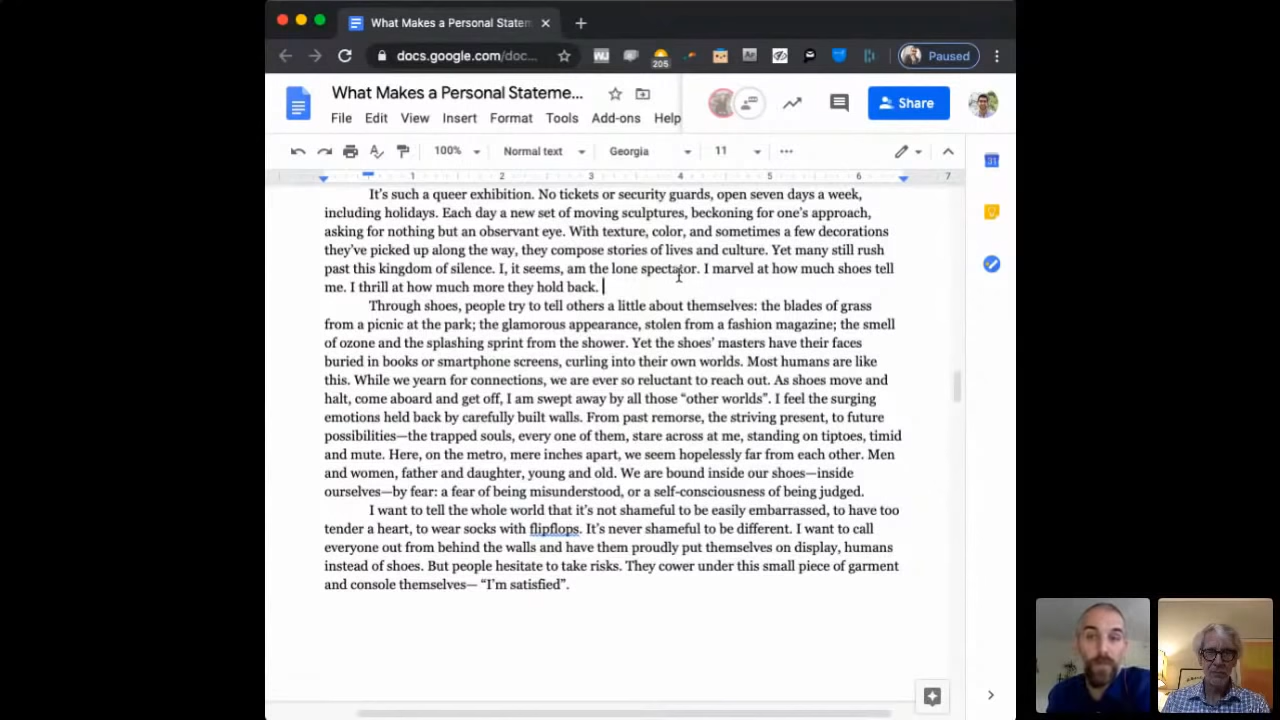 What Makes a Personal Statem
docs.google.com/doc...
205
Paused
What Makes a Personal Stateme...
File Edit View Insert Format Tools Add-ons Help
Share
100% Normal text Georgia 11
1 2 3 4 5 6 7
31
It's such a queer exhibition. No tickets or security guards, open seven days a week,
including holidays. Each day a new set of moving sculptures, beckoning for one's approach,
asking for nothing but an observant eye. With texture, color, and sometimes a few decorations
they've picked up along the way, they compose stories of lives and culture. Yet many still rush
past this kingdom of silence. I, it seems, am the lone spectator. I marvel at how much shoes tell
me. I thrill at how much more they hold back.
Through shoes, people try to tell others a little about themselves: the blades of grass
from a picnic at the park; the glamorous appearance, stolen from a fashion magazine; the smell
of ozone and the splashing sprint from the shower. Yet the shoes' masters have their faces
buried in books or smartphone screens, curling into their own worlds. Most humans are like
this. While we yearn for connections, we are ever so reluctant to reach out. As shoes move and
halt, come aboard and get off, I am swept away by all those “other worlds”. I feel the surging
emotions held back by carefully built walls. From past remorse, the striving present, to future
possibilities—the trapped souls, every one of them, stare across at me, standing on tiptoes, timid
and mute. Here, on the metro, mere inches apart, we seem hopelessly far from each other. Men
and women, father and daughter, young and old. We are bound inside our shoes—inside
ourselves—by fear: a fear of being misunderstood, or a self-consciousness of being judged.
I want to tell the whole world that it's not shameful to be easily embarrassed, to have too
tender a heart, to wear socks with flipflops. It's never shameful to be different. I want to call
everyone out from behind the walls and have them proudly put themselves on display, humans
instead of shoes. But people hesitate to take risks. They cower under this small piece of garment
and console themselves— “I'm satisfied”.